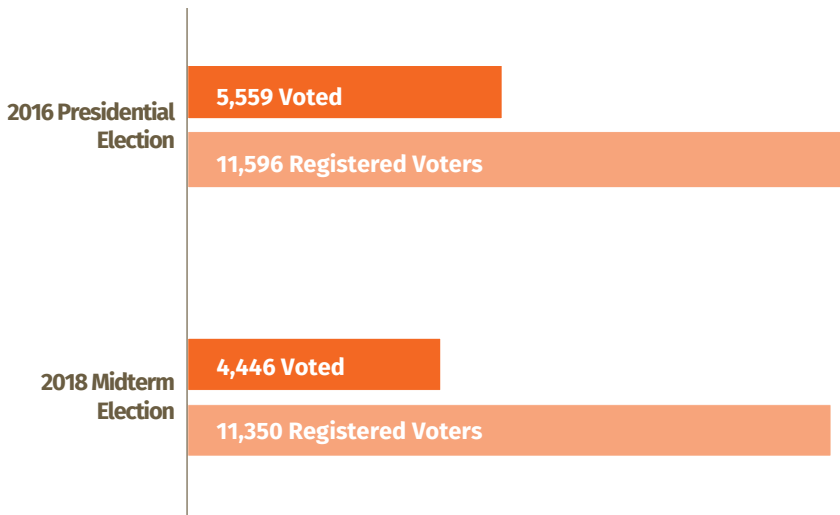 2016 Presidential
Election
5,559 Voted
11,596 Registered Voters
2018 Midterm
Election
4,446 Voted
11,350 Registered Voters